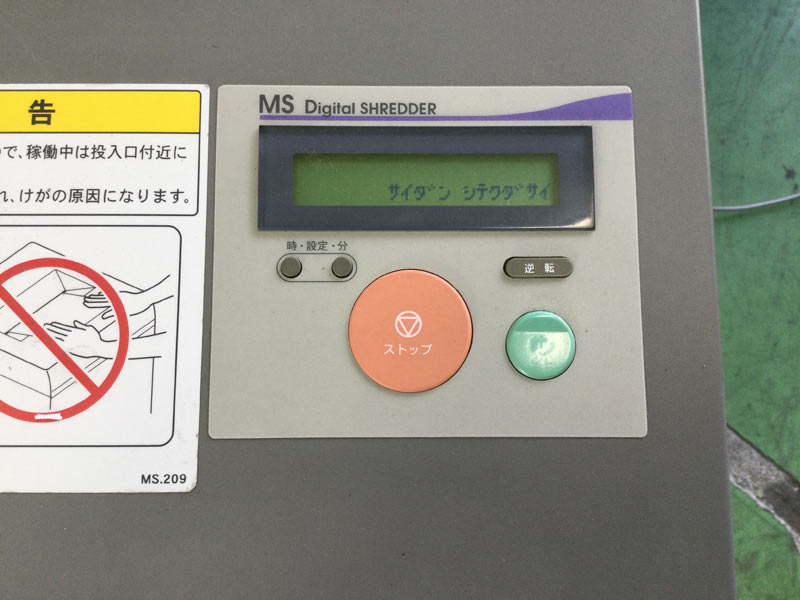 告
で、稼働中は投入口付近に
れ、けがの原因になります。
MS.209
MS Digital SHREDDER
サイダン シテクダサイ
時・設定・分
逆転
ストップ